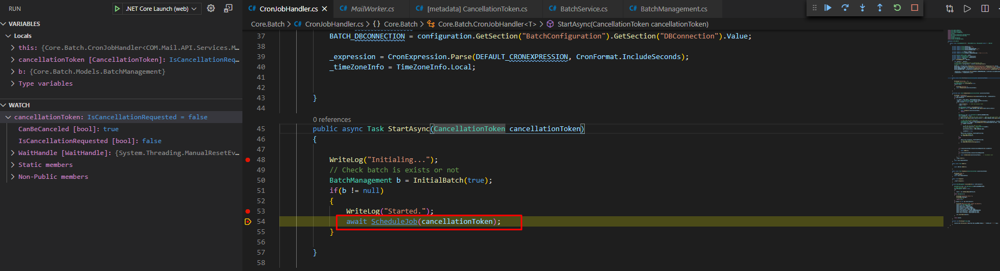 RUN .NET Core Launch (web)
CronJobHandler.cs
MailWorker.cs
[metadata] CancellationToken.cs
BatchService.cs
BatchManagement.cs
VARIABLES
Locals
this: {Core.Batch.CronJobHandler<COM.Mail.API.Services.M…
cancellationToken [CancellationToken]: IsCancellationReq…
b: {Core.Batch.Models.BatchManagement}
Type variables
WATCH
cancellationToken: IsCancellationRequested = false
CanBeCanceled [bool]: true
IsCancellationRequested [bool]: false
WaitHandle [WaitHandle]: {System.Threading.ManualResetEv…
Static members
Non-Public members
Core.Batch > CronJobHandler.cs > {} Core.Batch > Core.Batch.CronJobHandler<T> > StartAsync(CancellationToken cancellationToken)
37 BATCH_DBCONNECTION = configuration.GetSection("BatchConfiguration").GetSection("DBConnection").Value;
38
39 _expression = CronExpression.Parse(DEFAULT_CRONEXPRESSION, CronFormat.IncludeSeconds);
40 _timeZoneInfo = TimeZoneInfo.Local;
41
42
43 }
44
0 references
45 public async Task StartAsync(CancellationToken cancellationToken)
46 {
47
48 WriteLog("Initialing...");
49 // Check batch is exists or not
50 BatchManagement b = InitialBatch(true);
51 if(b != null)
52 {
53 WriteLog("Started.");
54 await ScheduleJob(cancellationToken);
55 }
56
57 }
58